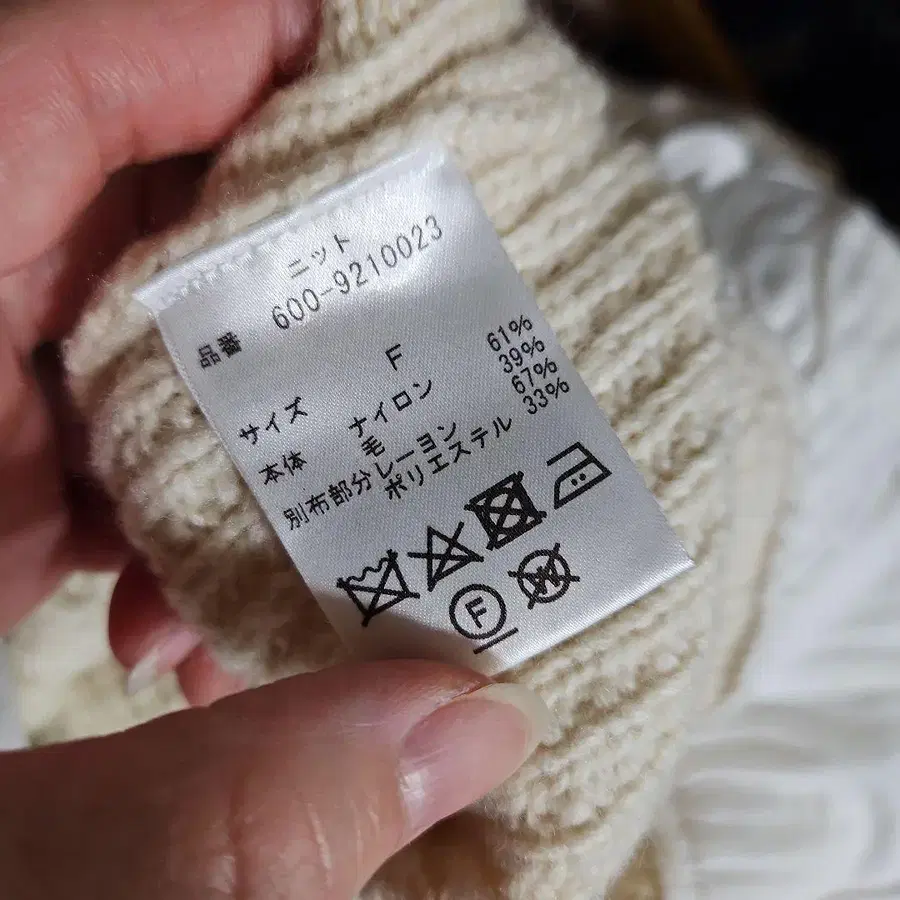 ニット
品番 600-9210023
サイズ F
本体 ナイロン 61%
毛 39%
別布部分レーヨン 67%
ポリエステル 33%
F
W